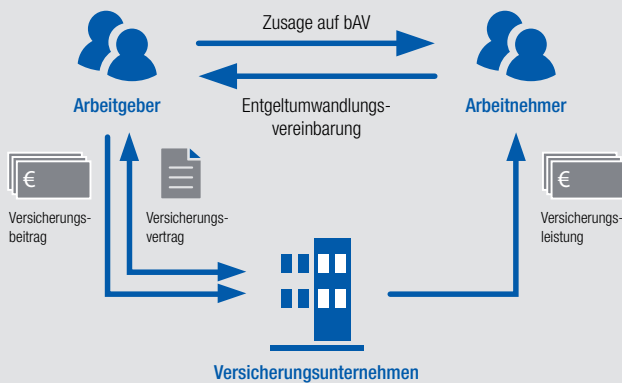 Zusage auf bAV
Arbeitgeber
Entgeltumwandlungs-
vereinbarung
Arbeitnehmer
€
Versicherungs-
beitrag
Versicherungs-
vertrag
€
Versicherungs-
leistung
Versicherungsunternehmen